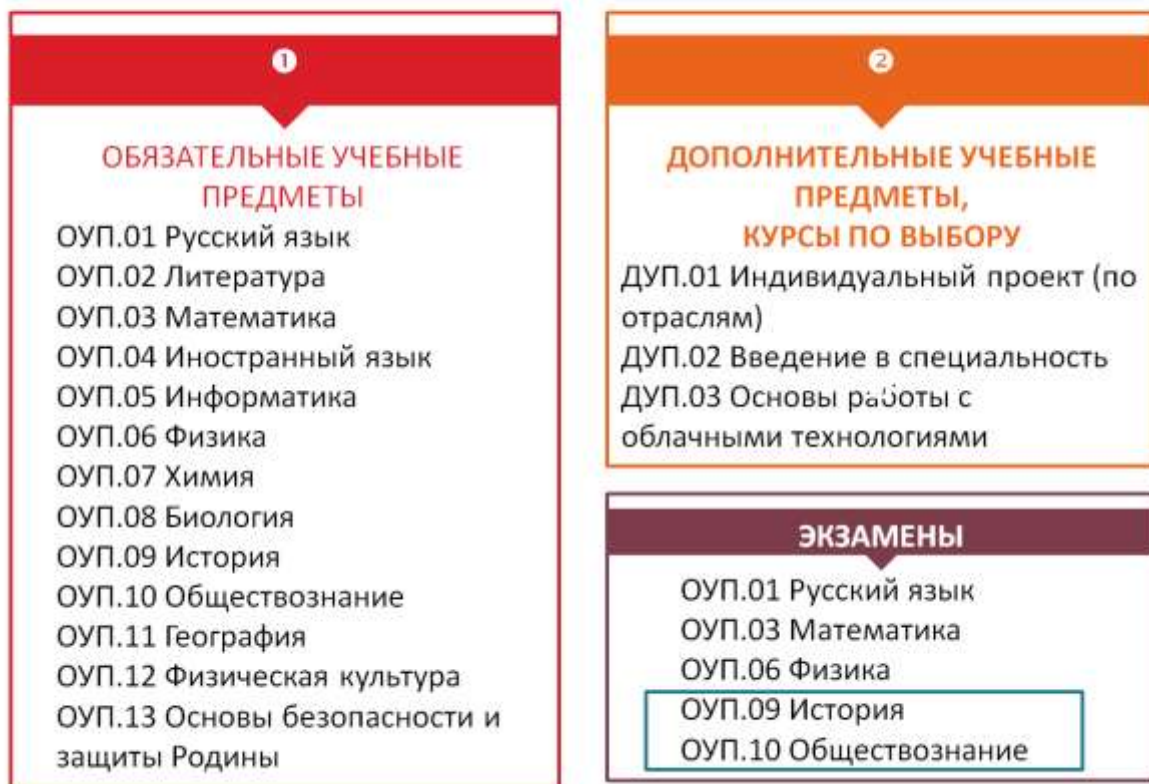 ❶
ОБЯЗАТЕЛЬНЫЕ УЧЕБНЫЕ
ПРЕДМЕТЫ
ОУП.01 Русский язык
ОУП.02 Литература
ОУП.03 Математика
ОУП.04 Иностранный язык
ОУП.05 Информатика
ОУП.06 Физика
ОУП.07 Химия
ОУП.08 Биология
ОУП.09 История
ОУП.10 Обществознание
ОУП.11 География
ОУП.12 Физическая культура
ОУП.13 Основы безопасности и
защиты Родины
❷
ДОПОЛНИТЕЛЬНЫЕ УЧЕБНЫЕ
ПРЕДМЕТЫ,
КУРСЫ ПО ВЫБОРУ
ДУП.01 Индивидуальный проект (по
отраслям)
ДУП.02 Введение в специальность
ДУП.03 Основы работы с
облачными технологиями
ЭКЗАМЕНЫ
ОУП.01 Русский язык
ОУП.03 Математика
ОУП.06 Физика
ОУП.09 История
ОУП.10 Обществознание